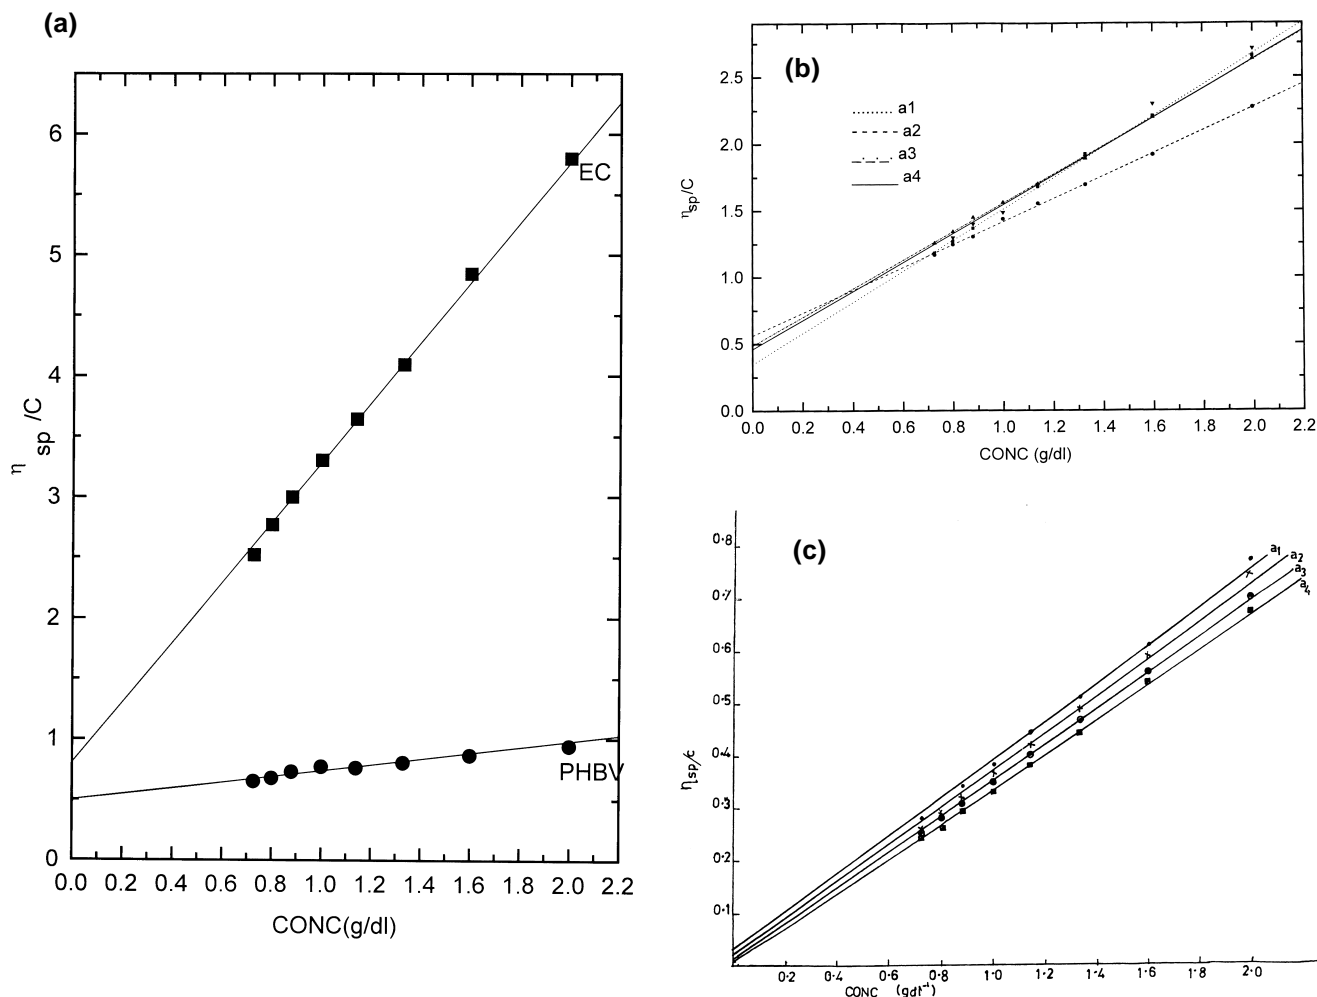 (a)
6
5
4
3
2
1
0
η sp /C
EC
PHBV
0.0 0.2 0.4 0.6 0.8 1.0 1.2 1.4 1.6 1.8 2.0 2.2
CONC(g/dl)
(b)
2.5
2.0
1.5
1.0
0.5
0.0
ηsp/C
a1
a2
a3
a4
0.0 0.2 0.4 0.6 0.8 1.0 1.2 1.4 1.6 1.8 2.0 2.2
CONC (g/dl)
(c)
0.8
0.7
0.6
0.5
0.4
0.3
0.2
0.1
ηsp/c
a1
a2
a3
a4
0.2 0.4 0.6 0.8 1.0 1.2 1.4 1.6 1.8 2.0
CONC (gdl⁻¹)